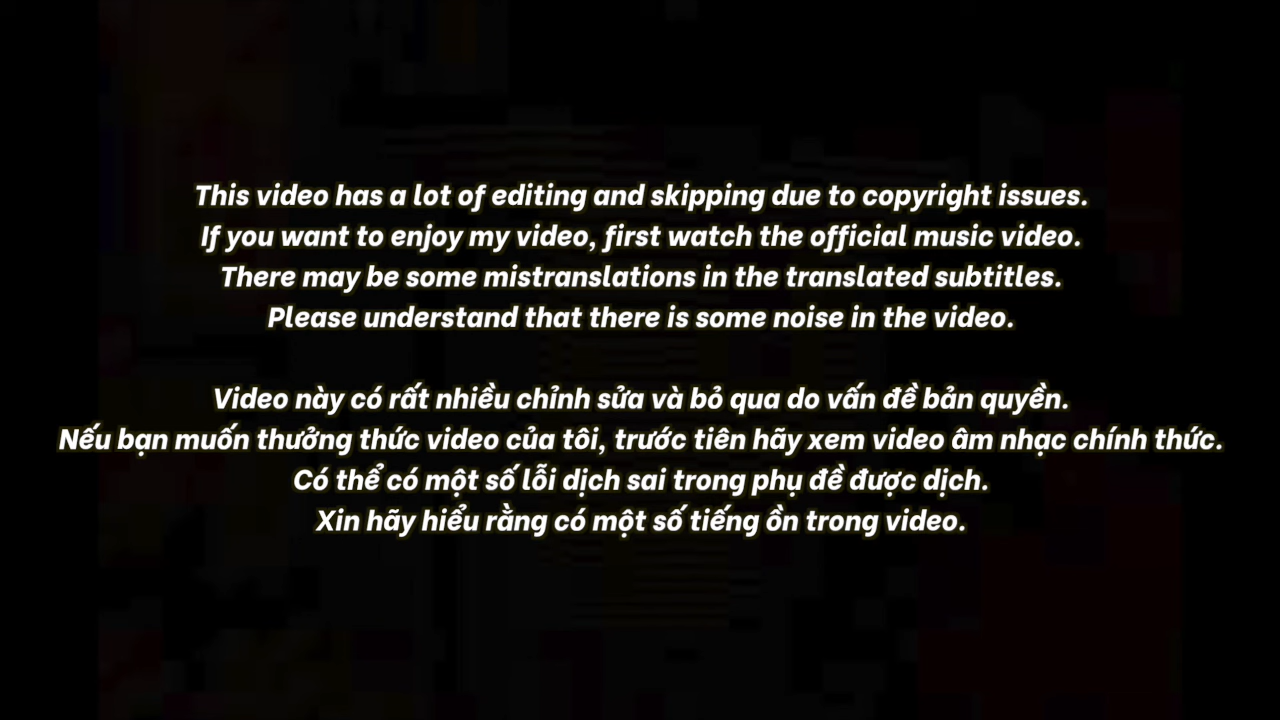 This video has a lot of editing and skipping due to copyright issues.
If you want to enjoy my video, first watch the official music video.
There may be some mistranslations in the translated subtitles.
Please understand that there is some noise in the video.
Video này có rất nhiều chỉnh sửa và bỏ qua do vấn đề bản quyền.
Nếu bạn muốn thưởng thức video của tôi, trước tiên hãy xem video âm nhạc chính thức.
Có thể có một số lỗi dịch sai trong phụ đề được dịch.
Xin hãy hiểu rằng có một số tiếng ồn trong video.